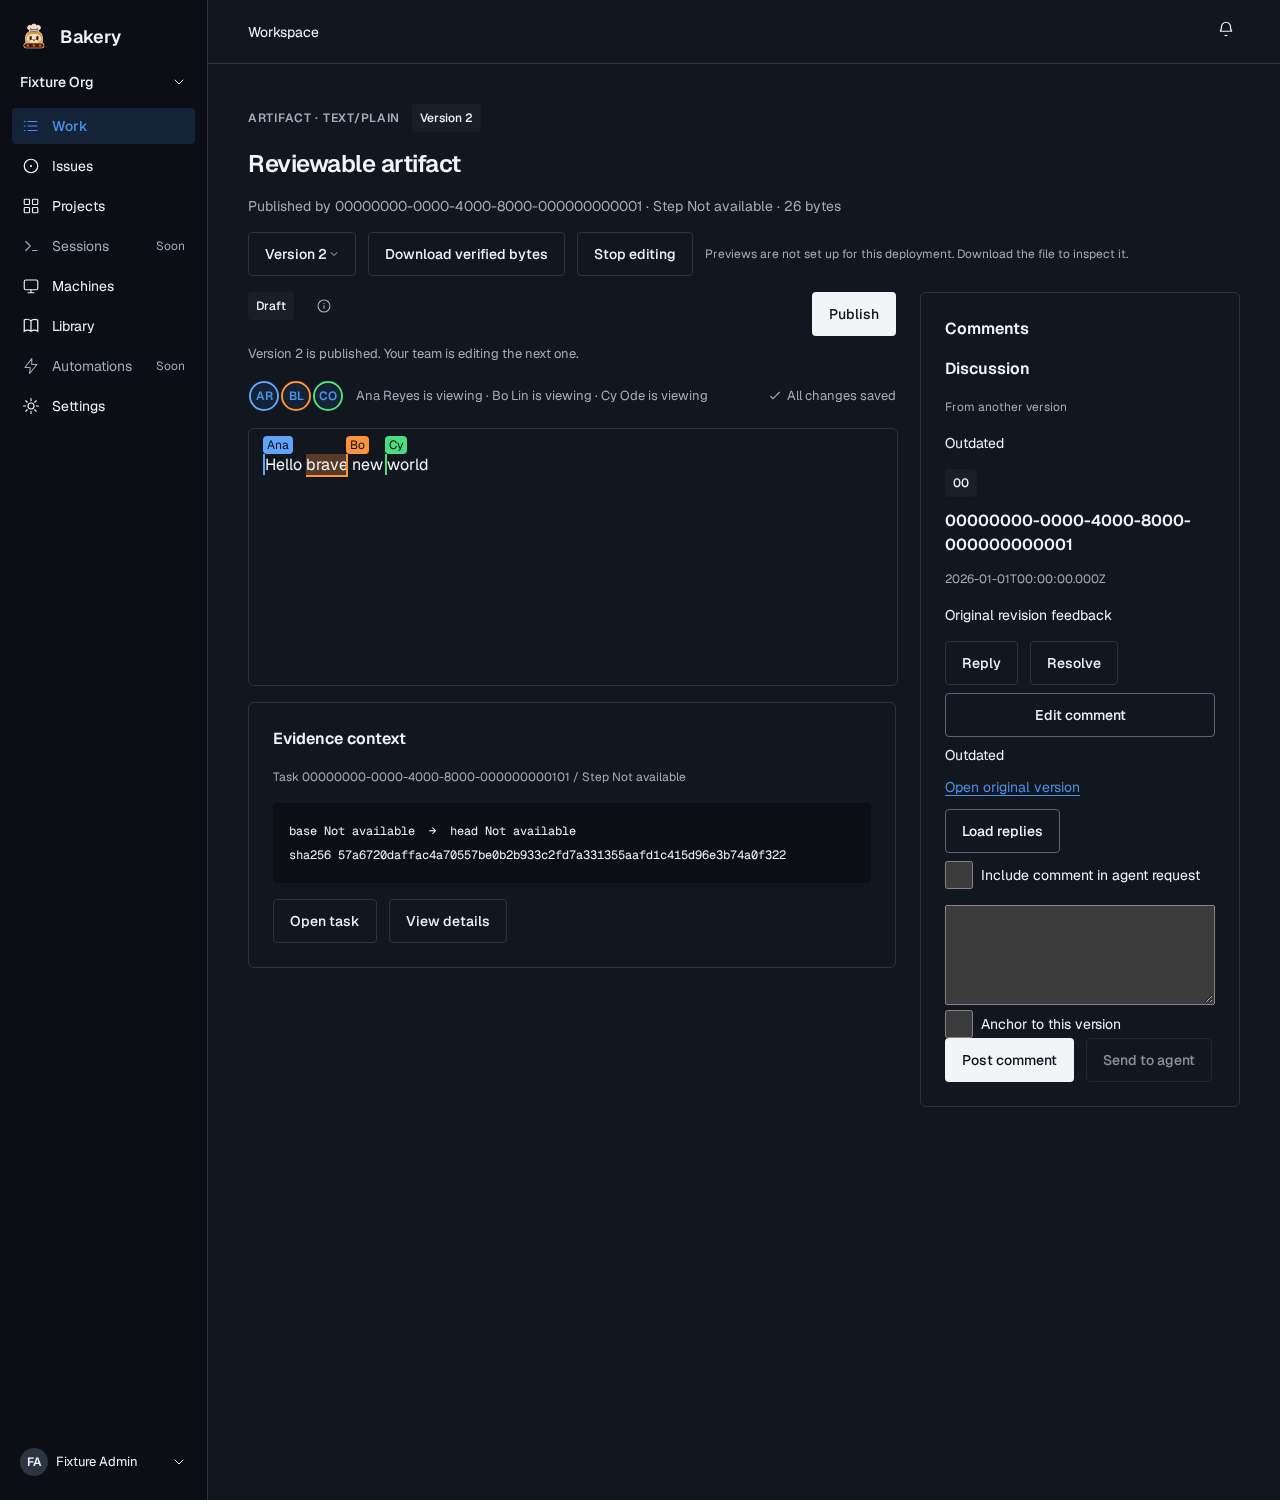 Bakery
Fixture Org
Work
Issues
Projects
Sessions Soon
Machines
Library
Automations Soon
Settings
FA Fixture Admin
Workspace
ARTIFACT · TEXT/PLAIN Version 2
Reviewable artifact
Published by 00000000-0000-4000-8000-000000000001 · Step Not available · 26 bytes
Version 2 Download verified bytes Stop editing Previews are not set up for this deployment. Download the file to inspect it.
Draft Publish
Version 2 is published. Your team is editing the next one.
AR BL CO Ana Reyes is viewing · Bo Lin is viewing · Cy Ode is viewing All changes saved
Ana Bo Cy
Hello brave new world
Evidence context
Task 00000000-0000-4000-8000-000000000101 / Step Not available
base Not available → head Not available
sha256 57a6720daffac4a70557be0b2b933c2fd7a331355aafd1c415d96e3b74a0f322
Open task View details
Comments
Discussion
From another version
Outdated
00
00000000-0000-4000-8000-
000000000001
2026-01-01T00:00:00.000Z
Original revision feedback
Reply Resolve
Edit comment
Outdated
Open original version
Load replies
Include comment in agent request
Anchor to this version
Post comment Send to agent